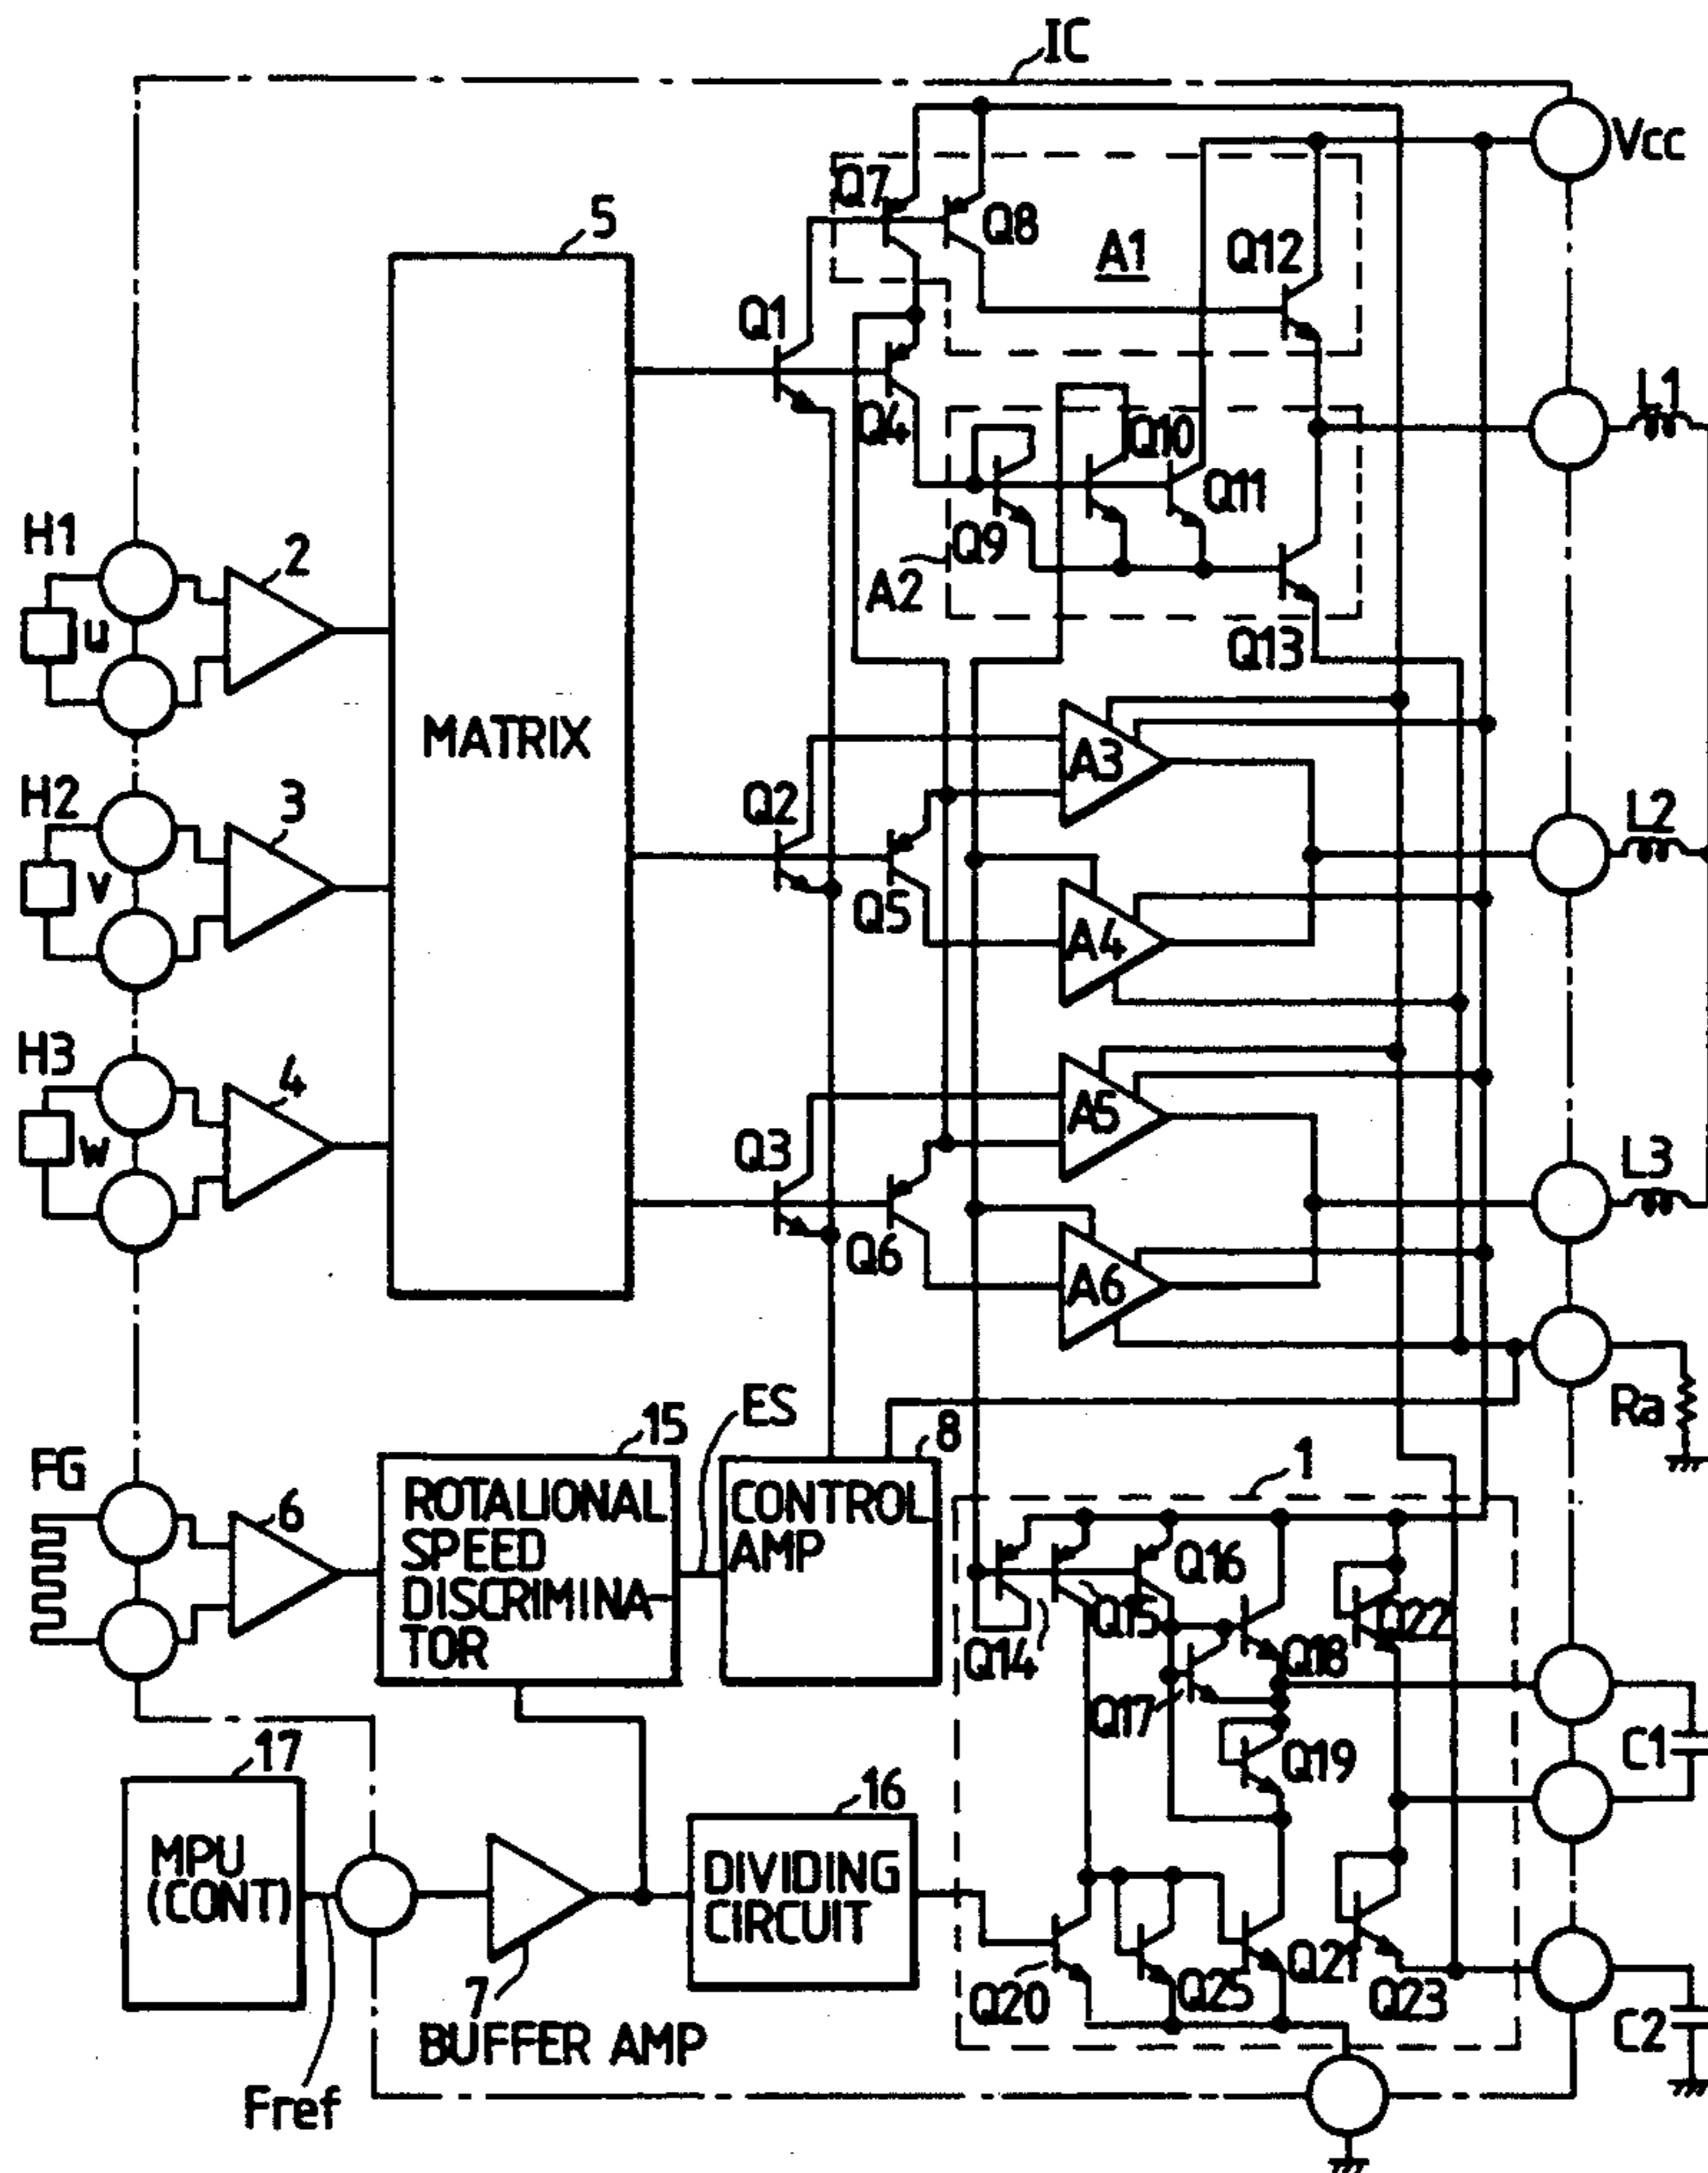 IC
Vcc
Q7
Q8
A1
Q12
5
Q1
L1
Q4
Q10
Q11
H1
2
Q9
A2
u
Q13
MATRIX
A3
H2
3
Q2
L2
v
Q5
A4
H3
4
A5
w
Q3
L3
Q6
A6
ES
Ra
FG
15
8
1
6
ROTALIONAL
SPEED
DISCRIMINA-
TOR
CONTROL
AMP
Q16
Q15
Q22
Q14
Q18
Q17
17
Q19
C1
16
MPU
(CONT)
DIVIDING
CIRCUIT
Q20
Q25
Q21
Q23
7
BUFFER AMP
C2
Fref